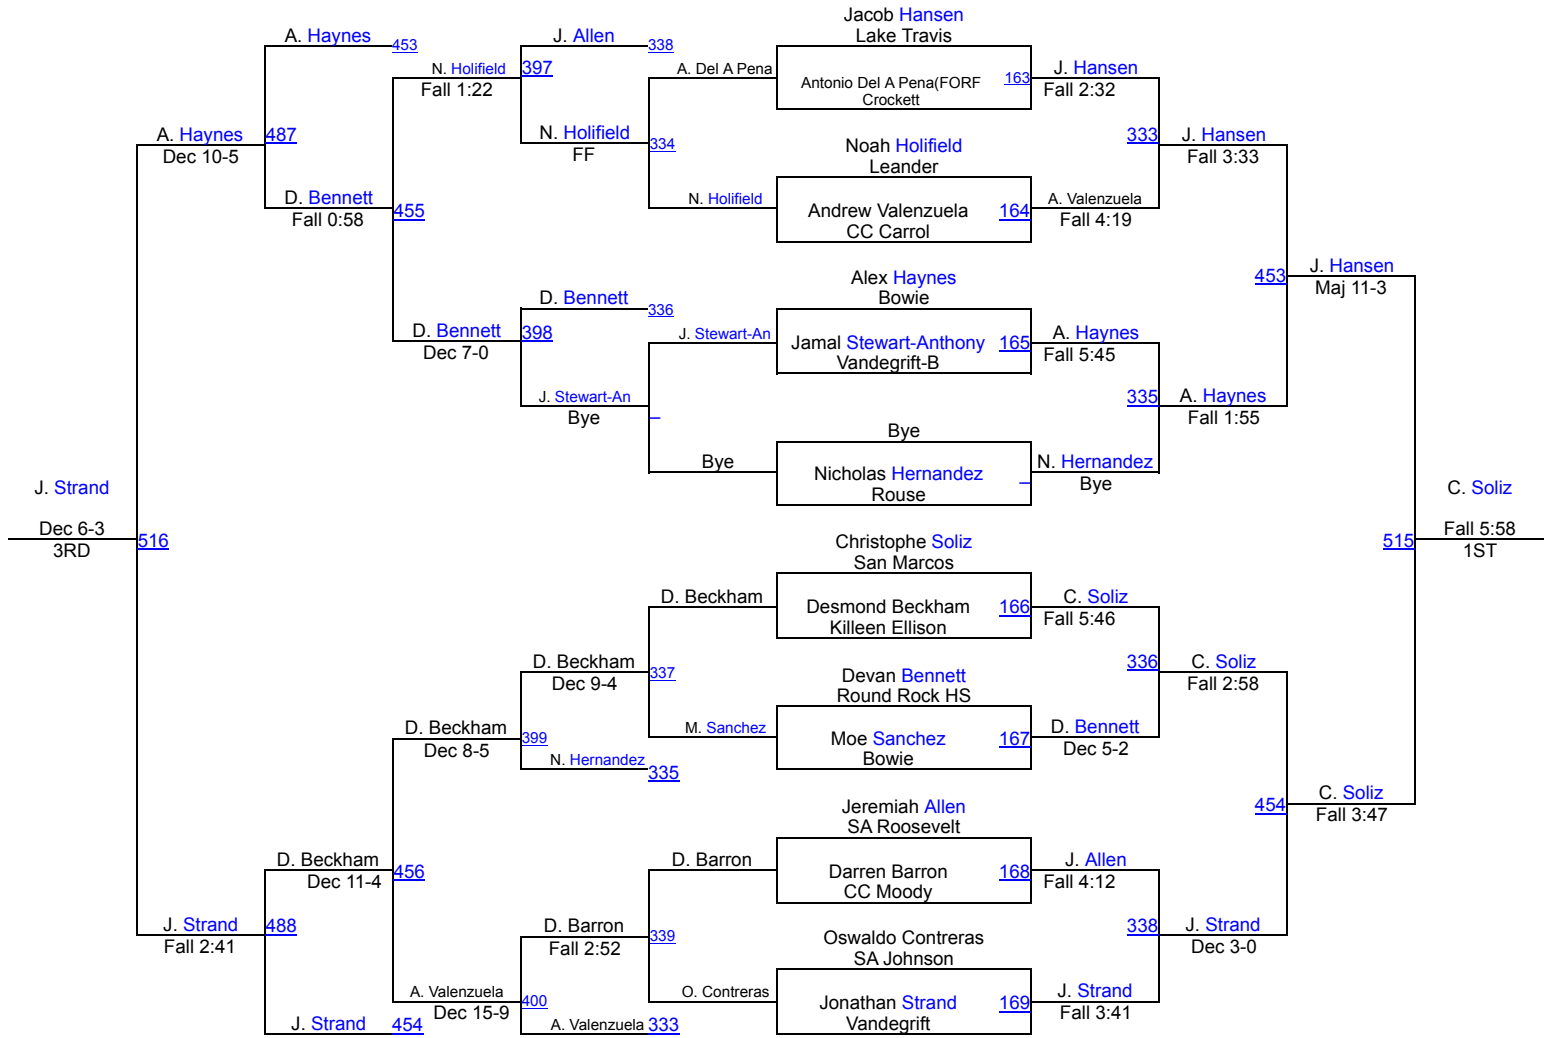 Jacob Hansen
A. Haynes
453
J. Allen
338
Lake Travis
N. Holifield
397
A. Del A Pena
Antonio Del A Pena(FORF
163
J. Hansen
Fall 1:22
Crockett
Fall 2:32
A. Haynes
487
N. Holifield
334
Noah Holifield
333
J. Hansen
Dec 10-5
FF
Leander
Fall 3:33
D. Bennett
455
N. Holifield
Andrew Valenzuela
164
A. Valenzuela
Fall 0:58
CC Carrol
Fall 4:19
Alex Haynes
453
J. Hansen
D. Bennett
336
Bowie
Maj 11-3
D. Bennett
398
J. Stewart-An
Jamal Stewart-Anthony
165
A. Haynes
Dec 7-0
Vandegrift-B
Fall 5:45
J. Stewart-An
335
A. Haynes
Bye
Bye
Fall 1:55
Bye
Nicholas Hernandez
N. Hernandez
Rouse
Bye
J. Strand
C. Soliz
Dec 6-3
516
Christophe Soliz
515
Fall 5:58
3RD
San Marcos
1ST
D. Beckham
Desmond Beckham
166
C. Soliz
Killeen Ellison
Fall 5:46
D. Beckham
337
Devan Bennett
336
C. Soliz
Dec 9-4
Round Rock HS
Fall 2:58
D. Beckham
399
M. Sanchez
Moe Sanchez
167
D. Bennett
Dec 8-5
N. Hernandez
335
Bowie
Dec 5-2
Jeremiah Allen
454
C. Soliz
SA Roosevelt
Fall 3:47
D. Beckham
456
D. Barron
Darren Barron
168
J. Allen
Dec 11-4
CC Moody
Fall 4:12
J. Strand
488
D. Barron
339
Oswaldo Contreras
338
J. Strand
Fall 2:41
Fall 2:52
SA Johnson
Dec 3-0
A. Valenzuela
400
O. Contreras
Jonathan Strand
169
J. Strand
Dec 15-9
Vandegrift
Fall 3:41
J. Strand
454
A. Valenzuela
333